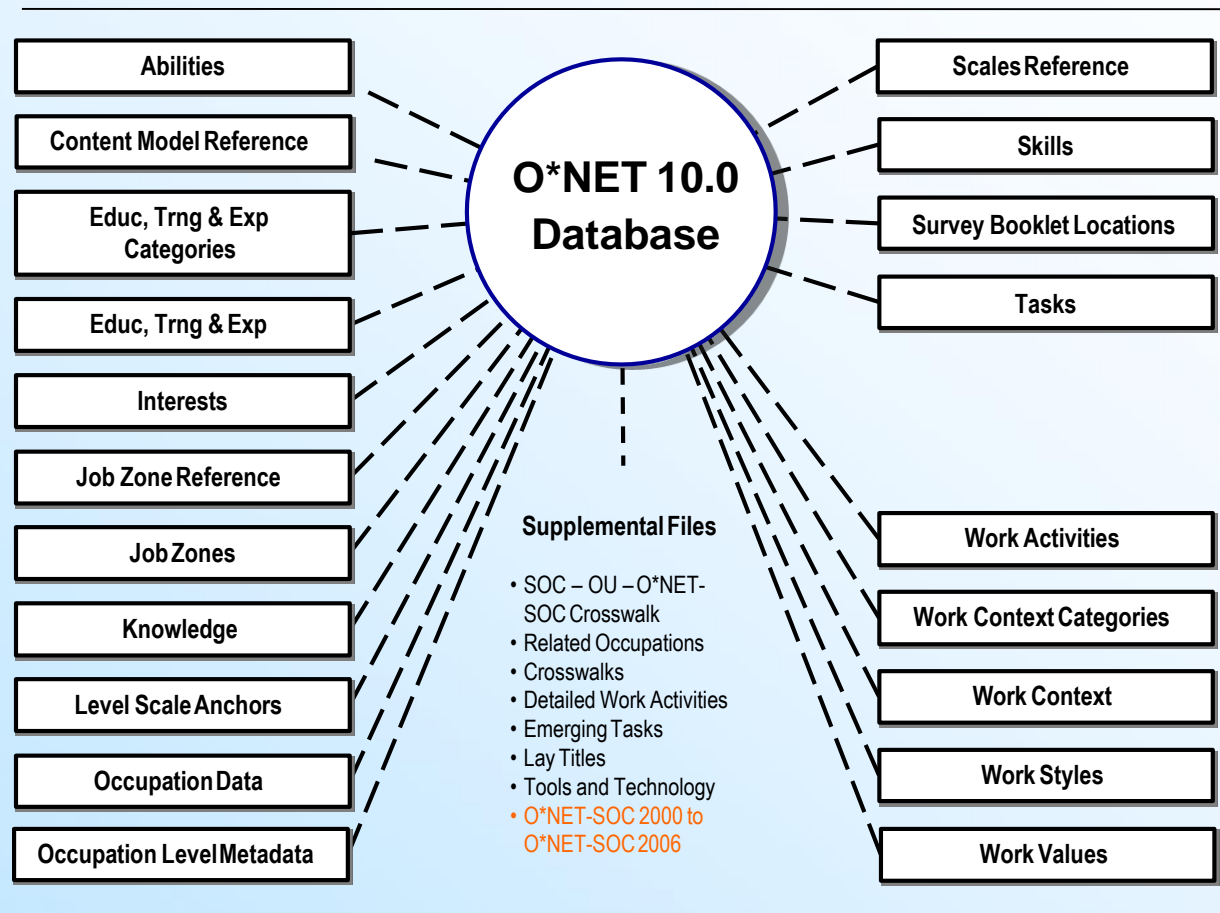 Abilities
Content Model Reference
Educ, Trng & Exp
Categories
Educ, Trng & Exp
Interests
Job Zone Reference
Job Zones
Knowledge
Level Scale Anchors
Occupation Data
Occupation Level Metadata
O*NET 10.0
Database
Supplemental Files
• SOC – OU – O*NET-
SOC Crosswalk
• Related Occupations
• Crosswalks
• Detailed Work Activities
• Emerging Tasks
• Lay Titles
• Tools and Technology
• O*NET-SOC 2000 to
O*NET-SOC 2006
Scales Reference
Skills
Survey Booklet Locations
Tasks
Work Activities
Work Context Categories
Work Context
Work Styles
Work Values